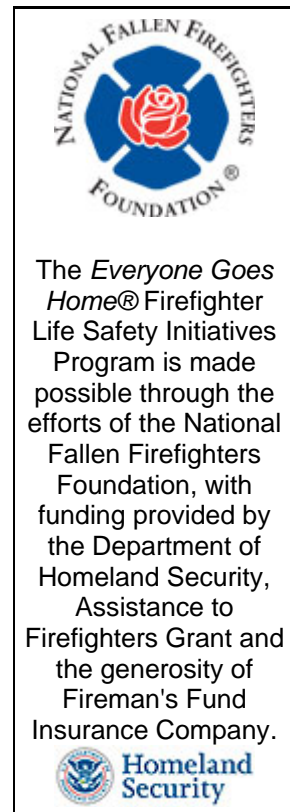 NATIONAL FALLEN FIREFIGHTERS
FOUNDATION ®
The Everyone Goes
Home® Firefighter
Life Safety Initiatives
Program is made
possible through the
efforts of the National
Fallen Firefighters
Foundation, with
funding provided by
the Department of
Homeland Security,
Assistance to
Firefighters Grant and
the generosity of
Fireman's Fund
Insurance Company.
Homeland
Security